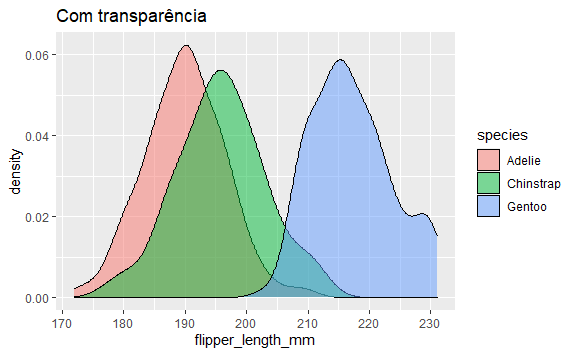 Com transparência
0.06
0.04
0.02
0.00
density
170 180 190 200 210 220 230
flipper_length_mm
species
Adelie
Chinstrap
Gentoo